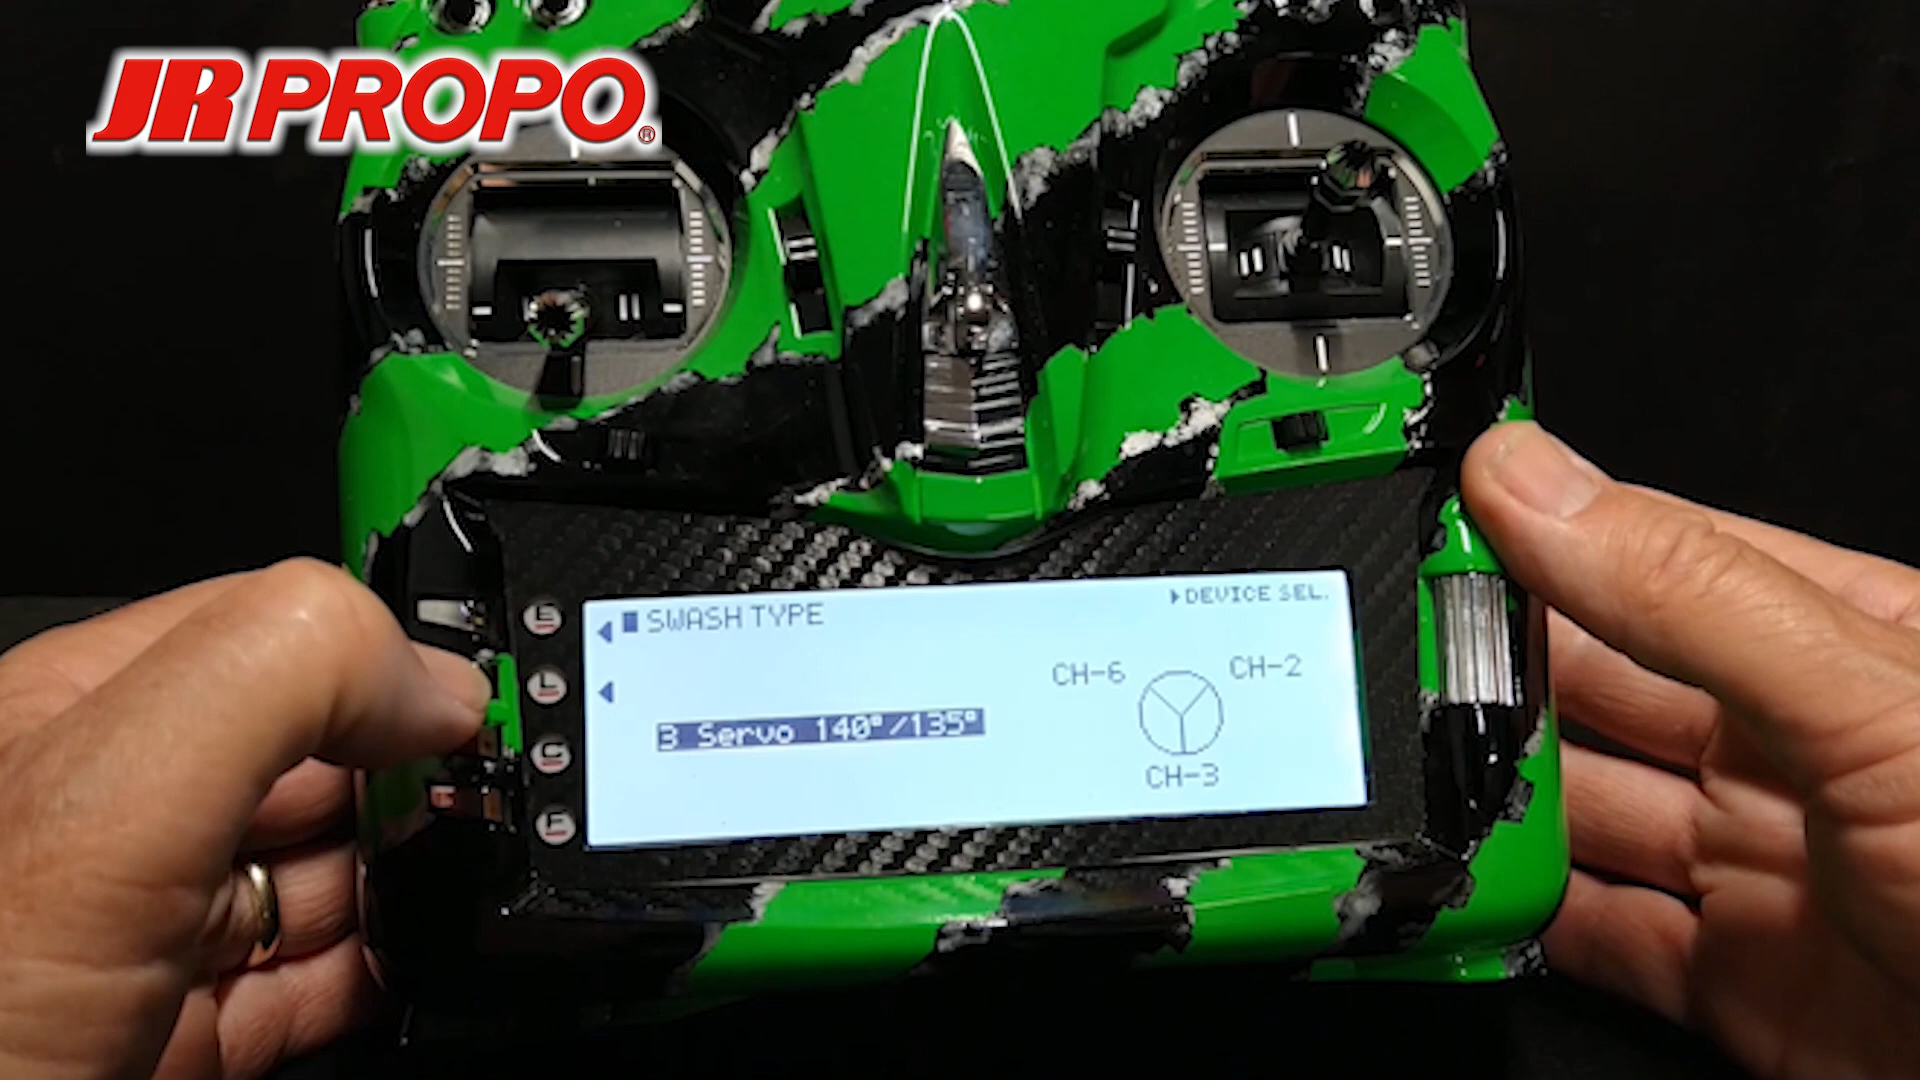 JR PROPO®
SWASH TYPE
DEVICE SEL.
3 Servo 140°/135°
CH-6
CH-2
CH-3
E
L
C
F